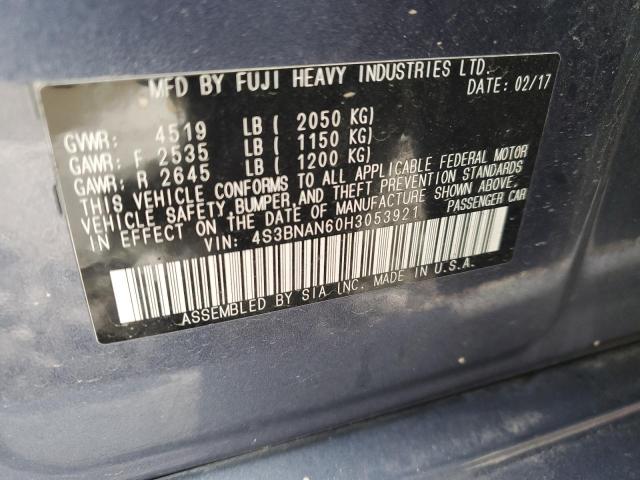 MFD BY FUJI HEAVY INDUSTRIES LTD.
DATE: 02/17
GVWR: 4519 LB ( 2050 KG)
GAWR: F 2535 LB ( 1150 KG)
GAWR: R 2645 LB ( 1200 KG)
THIS VEHICLE CONFORMS TO ALL APPLICABLE FEDERAL MOTOR
VEHICLE SAFETY, BUMPER, AND THEFT PREVENTION STANDARDS
IN EFFECT ON THE DATE OF MANUFACTURE SHOWN ABOVE.
VIN: 4S3BNAN60H3053921 PASSENGER CAR
ASSEMBLED BY SIA INC. MADE IN U.S.A.